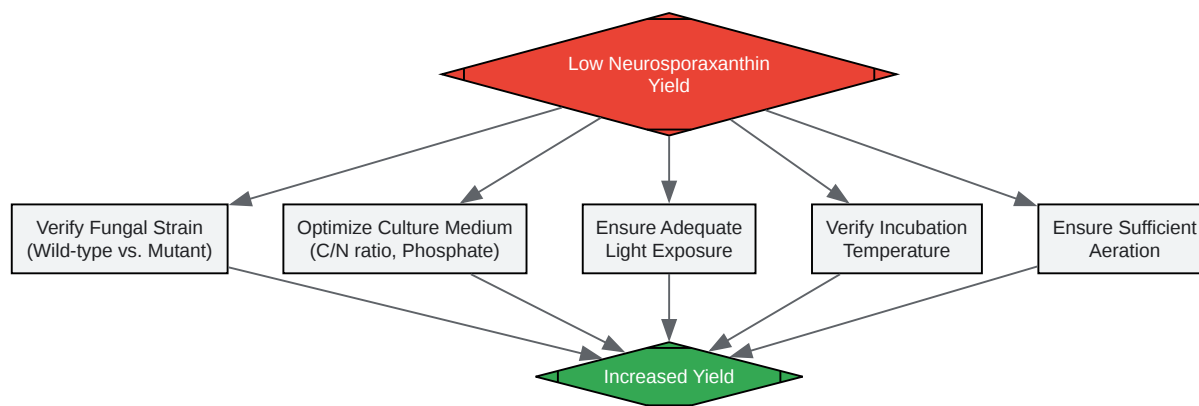 Low Neurosporaxanthin
Yield
Verify Fungal Strain
(Wild-type vs. Mutant)
Optimize Culture Medium
(C/N ratio, Phosphate)
Ensure Adequate
Light Exposure
Verify Incubation
Temperature
Ensure Sufficient
Aeration
Increased Yield